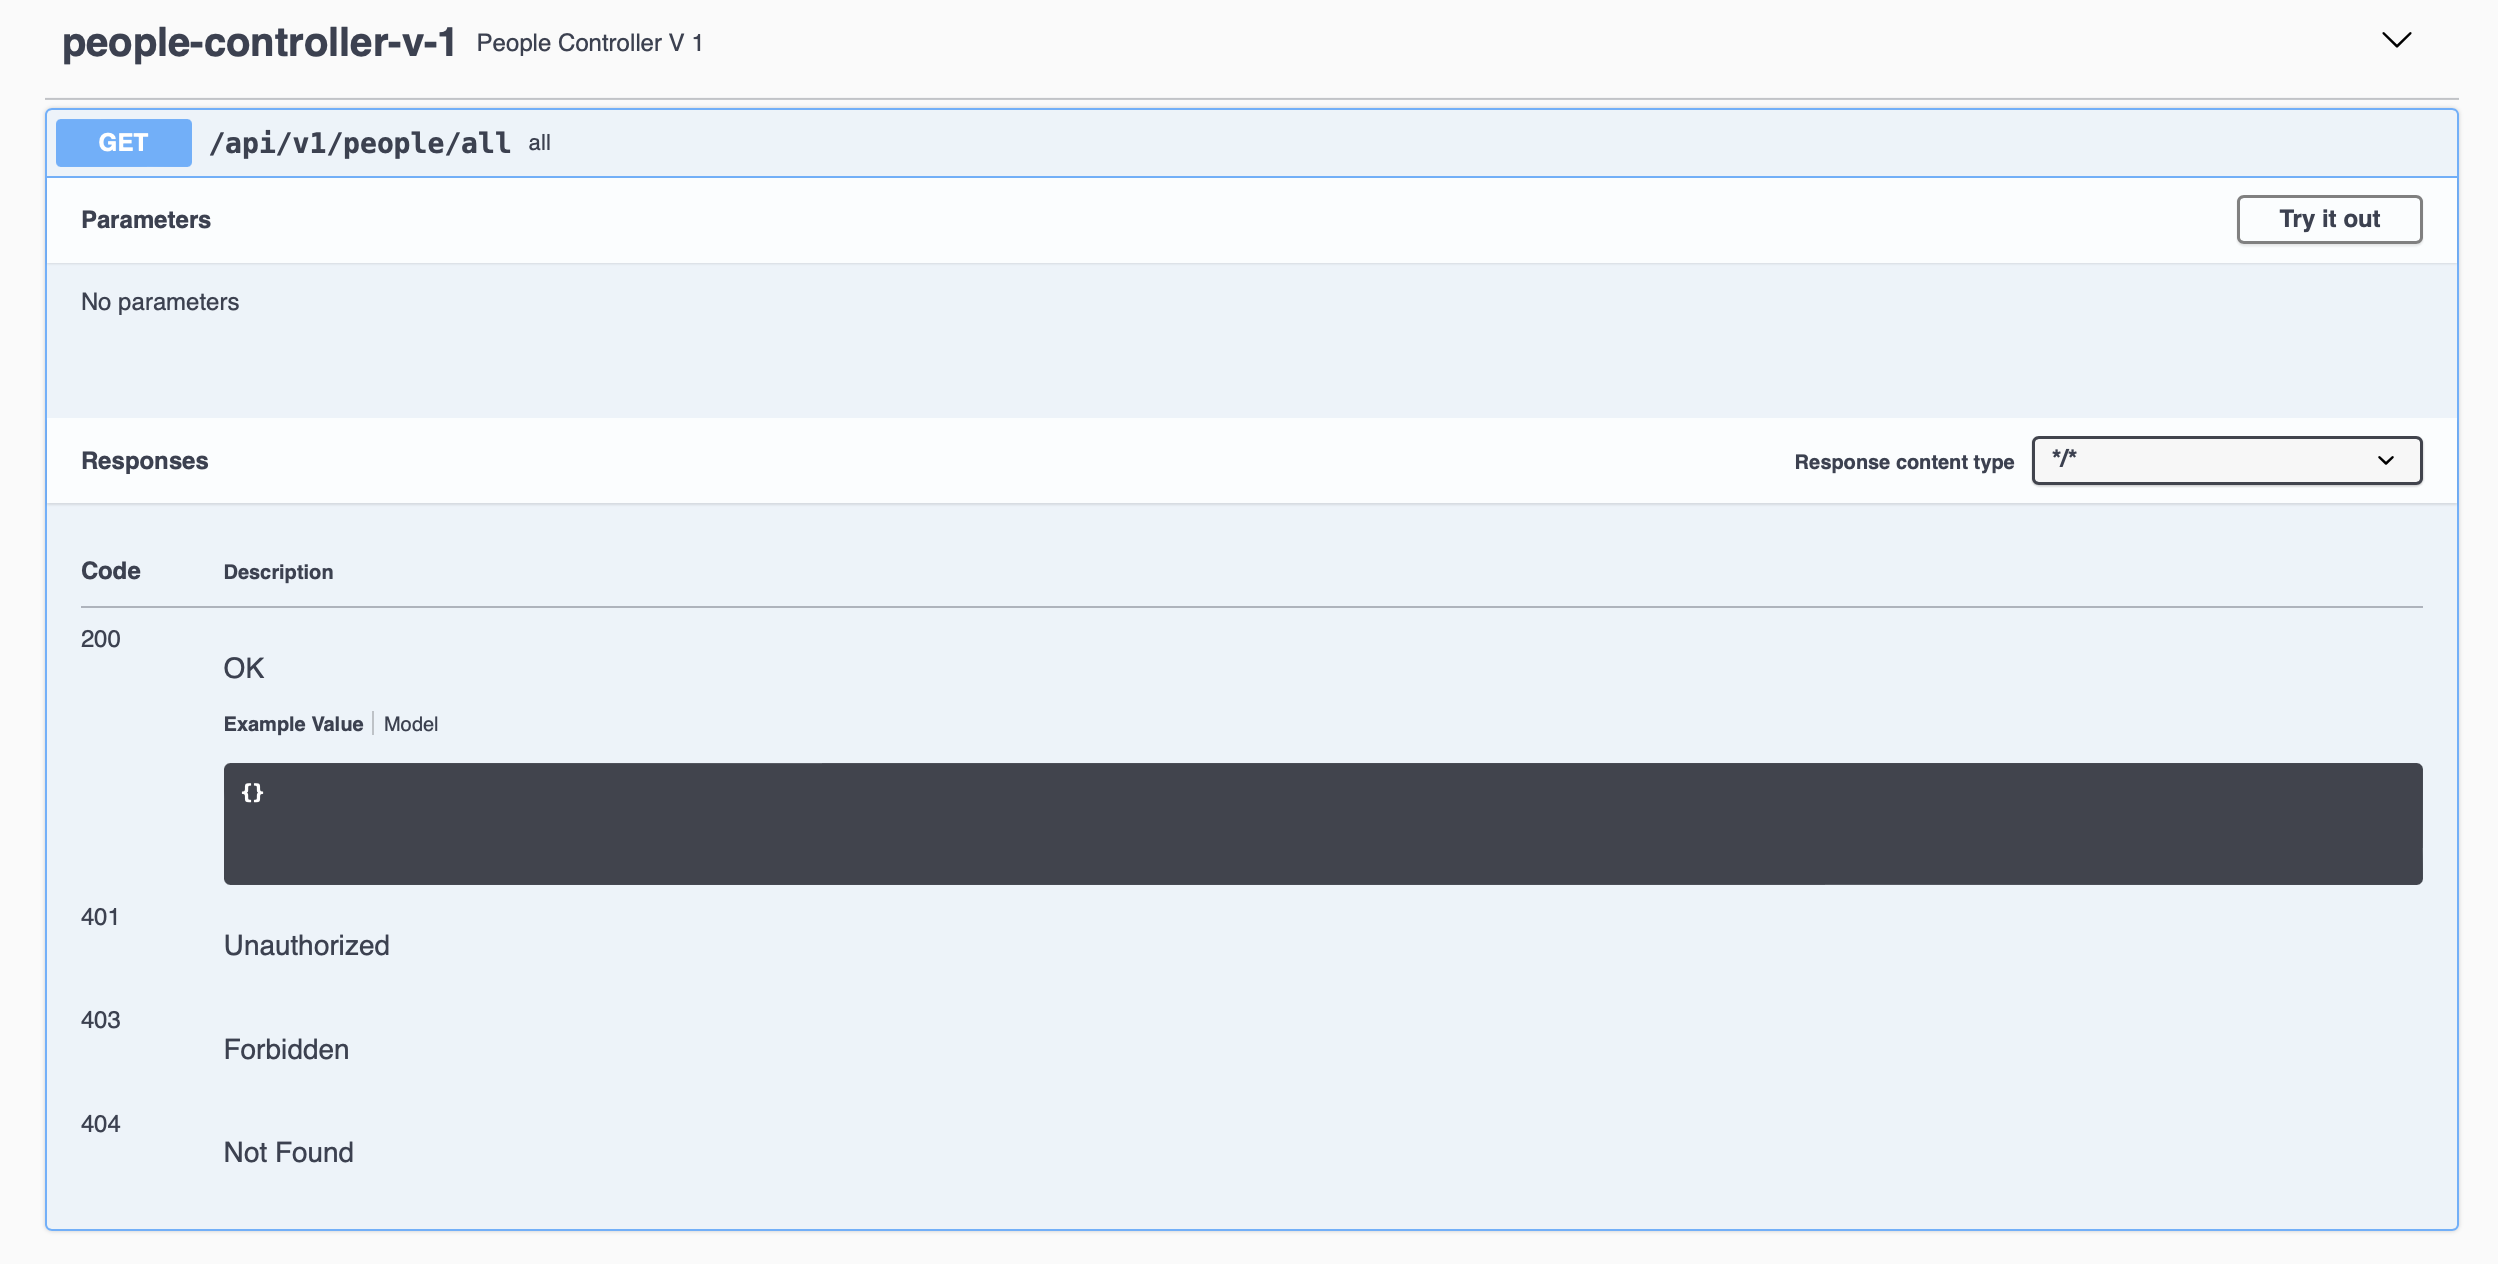 people-controller-v-1 People Controller V 1
GET /api/v1/people/all all
Parameters Try it out
No parameters
Responses Response content type */*
Code Description
200
OK
Example Value Model
{}
401
Unauthorized
403
Forbidden
404
Not Found